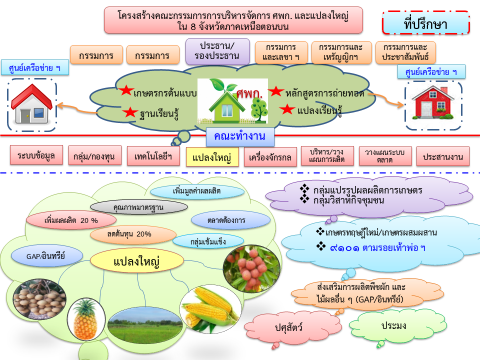 โครงสร้างคณะกรรมการการบริหารจัดการ ศพก. และแปลงใหญ่
ใน 8 จังหวัดภาคเหนือตอนบน
ที่ปรึกษา
กรรมการ
กรรมการ
ประธาน/
รองประธาน
กรรมการ
และเลขา ฯ
กรรมการและ
เหรัญญิกฯ
กรรมการและ
ประชาสัมพันธ์
ศูนย์เครือข่าย ฯ
ศูนย์เครือข่าย ฯ
เกษตรกรต้นแบบ
ศพก.
หลักสูตรการถ่ายทอด
ฐานเรียนรู้
แปลงเรียนรู้
คณะทำงาน
ระบบข้อมูล
กลุ่ม/กองทุน
เทคโนโลยีฯ
แปลงใหญ่
เครื่องจักรกล
บริหาร/วาง
แผนการผลิต
วางแผนระบบ
ตลาด
ประสานงาน
เพิ่มมูลค่าผลผลิต
คุณภาพมาตรฐาน
เพิ่มผลผลิต 20 %
ตลาดต้องการ
ลดต้นทุน 20%
กลุ่มเข้มแข็ง
GAP/อินทรีย์
แปลงใหญ่
❖ กลุ่มแปรรูปผลผลิตการเกษตร
❖ กลุ่มวิสาหกิจชุมชน
❖ เกษตรทฤษฎีใหม่/เกษตรผสมผสาน
❖ ๙๑๐๑ ตามรอยเท้าพ่อ ฯ
ส่งเสริมการผลิตพืชผัก และ
ไม้ผลอื่น ๆ (GAP/อินทรีย์)
ปศุสัตว์
ประมง